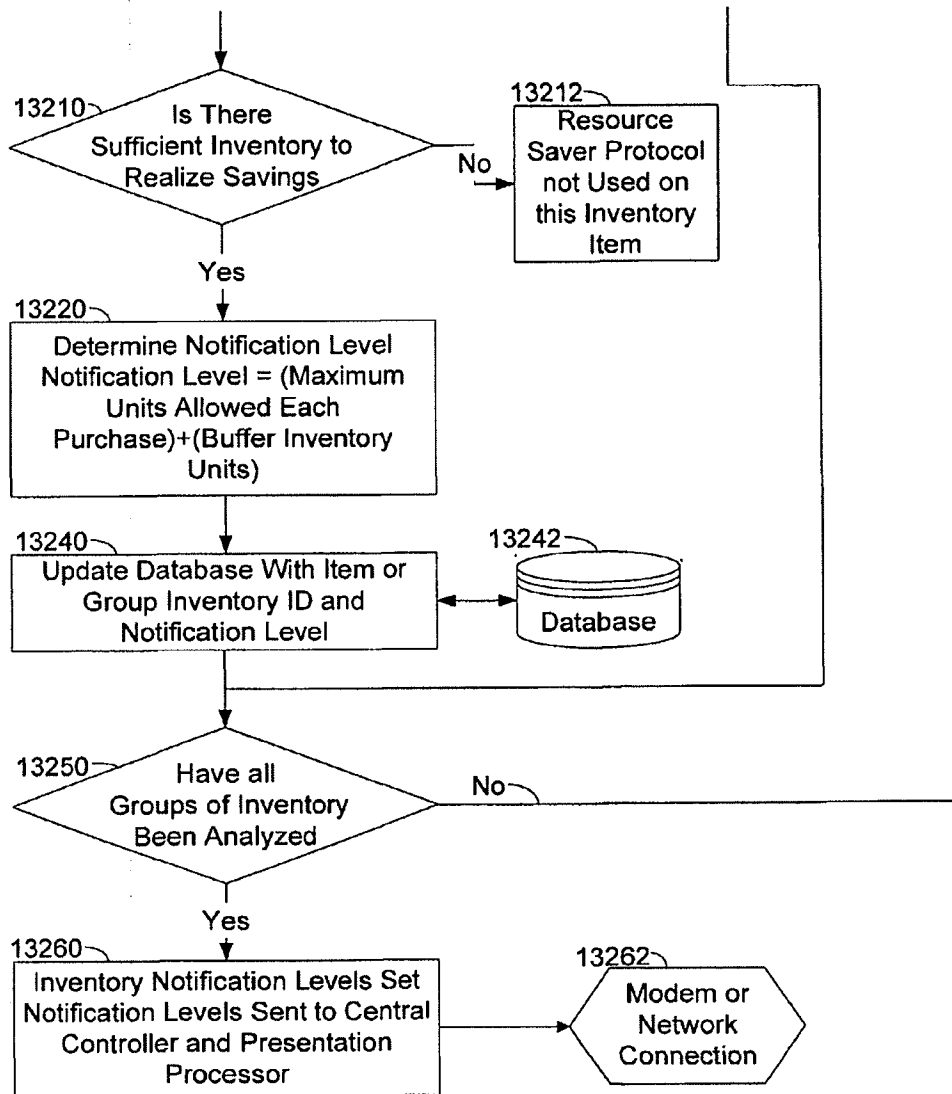 13210
Is There
Sufficient Inventory to
Realize Savings
No
13212
Resource
Saver Protocol
not Used on
this Inventory
Item
Yes
13220
Determine Notification Level
Notification Level = (Maximum
Units Allowed Each
Purchase)+(Buffer Inventory
Units)
13240
Update Database With Item or
Group Inventory ID and
Notification Level
13242
Database
13250
Have all
Groups of Inventory
Been Analyzed
No
Yes
13260
Inventory Notification Levels Set
Notification Levels Sent to Central
Controller and Presentation
Processor
13262
Modem or
Network
Connection